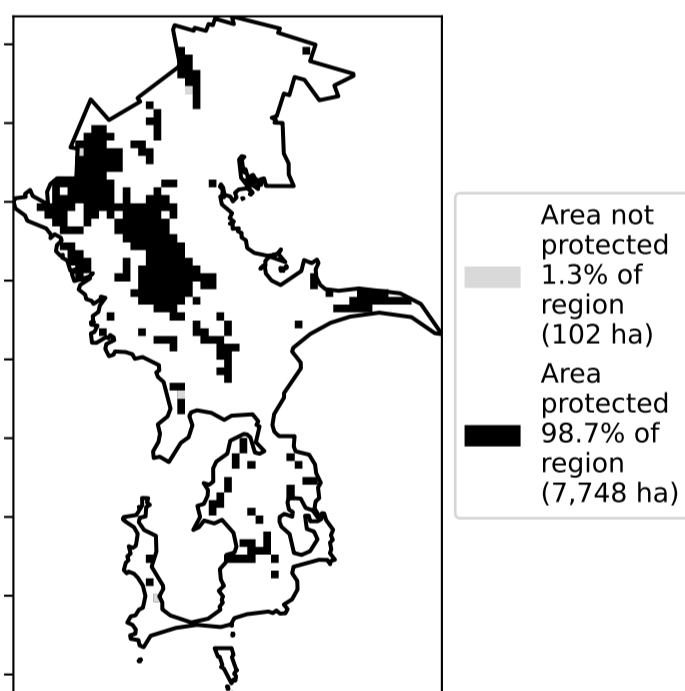 Area not
protected
1.3% of
region
(102 ha)
Area
protected
98.7% of
region
(7,748 ha)